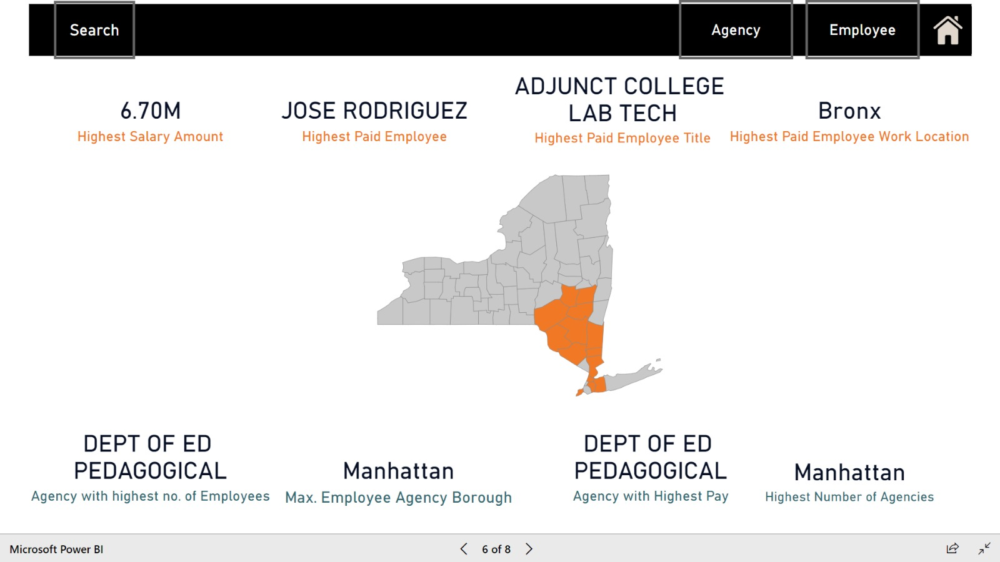 Search
Agency
Employee
6.70M
Highest Salary Amount
JOSE RODRIGUEZ
Highest Paid Employee
ADJUNCT COLLEGE
LAB TECH
Highest Paid Employee Title
Bronx
Highest Paid Employee Work Location
DEPT OF ED
PEDAGOGICAL
Agency with highest no. of Employees
Manhattan
Max. Employee Agency Borough
DEPT OF ED
PEDAGOGICAL
Agency with Highest Pay
Manhattan
Highest Number of Agencies
Microsoft Power BI
6 of 8